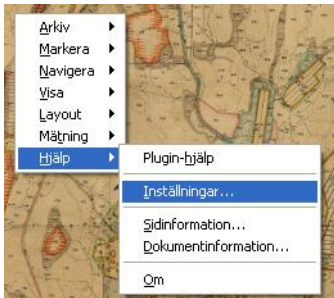 Arkiv
Markera
Navigera
Visa
Layout
Mätning
Hjälp
Plugin-hjälp
Inställningar...
Sidinformation...
Dokumentinformation...
Om